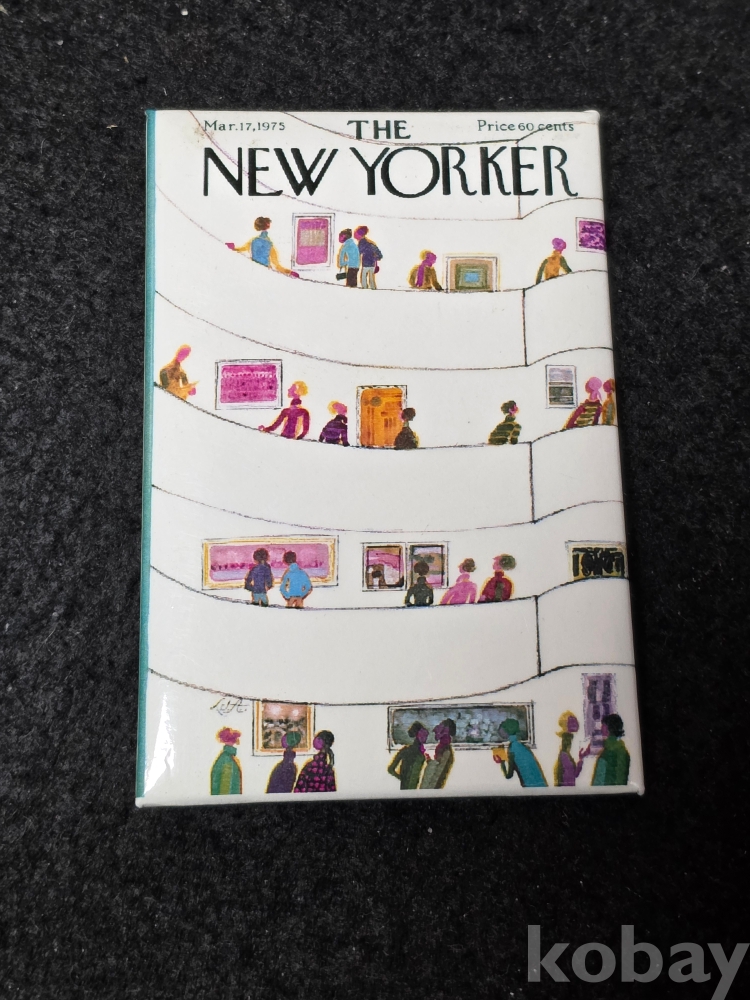 Mar.17,1975 THE Price 60 cents
NEW YORKER
kobay